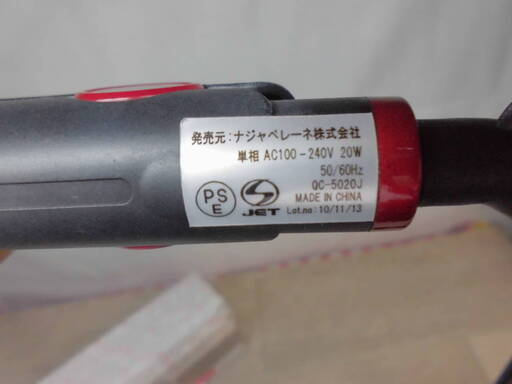 発売元:ナジャペレーネ株式会社
単相 AC100-240V 20W
50/60Hz
QC-5020J
MADE IN CHINA
Lot.no: 10/11/13
PS
E
JET